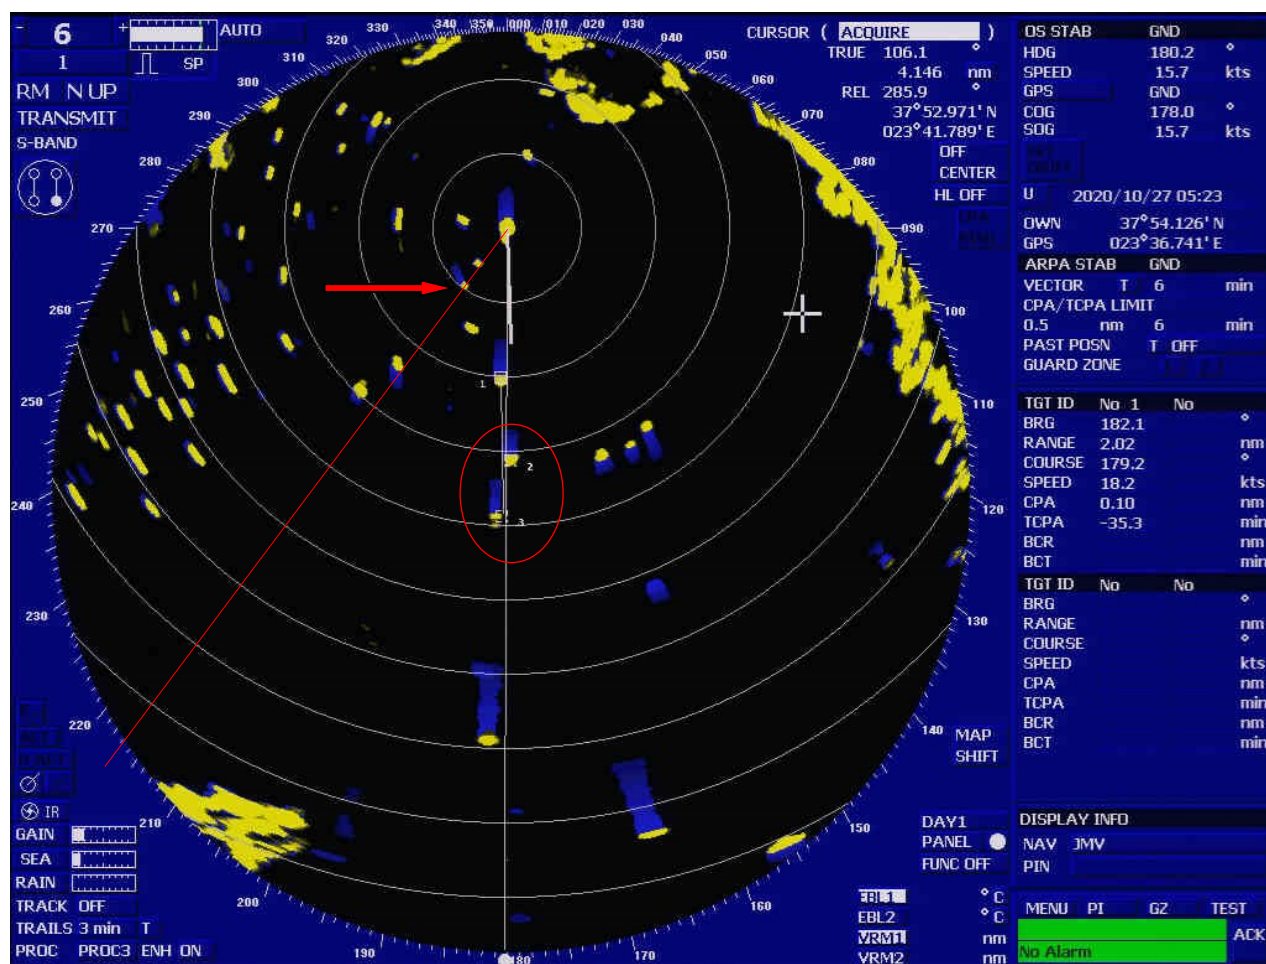 - 6 + AUTO
1 SP
RM N UP
TRANSMIT
S-BAND
CURSOR ( ACQUIRE )
TRUE 106.1 °
4.146 nm
REL 285.9 °
37°52.971'N
023°41.789'E
OFF
CENTER
HL OFF
OS STAB GND
HDG 180.2 °
SPEED 15.7 kts
GPS GND
COG 178.0 °
SOG 15.7 kts
U 2020/10/27 05:23
OWN 37°54.126'N
GPS 023°36.741'E
ARPA STAB GND
VECTOR T 6 min
CPA/TCPA LIMIT
0.5 nm 6 min
PAST POSN T OFF
GUARD ZONE
TGT ID No 1 No
BRG 182.1 °
RANGE 2.02 nm
COURSE 179.2 °
SPEED 18.2 kts
CPA 0.10 nm
TCPA -35.3 min
BCR nm
BCT min
TGT ID No No
BRG °
RANGE nm
COURSE °
SPEED kts
CPA nm
TCPA min
BCR nm
BCT min
DISPLAY INFO
NAV JMV
PIN
MENU PI GZ TEST
ACK
No Alarm
000
010
020
030
040
050
060
070
080
090
100
110
120
130
140
150
160
170
180
190
200
210
220
230
240
250
260
270
280
290
300
310
320
330
340
350
1
2
3
MAP
SHIFT
IR
GAIN
SEA
RAIN
TRACK OFF
TRAILS 3 min T
PROC PROC3 ENH ON
DAY1
PANEL
FUNC OFF
EBL1 ° C
EBL2 ° C
VRM1 nm
VRM2 nm